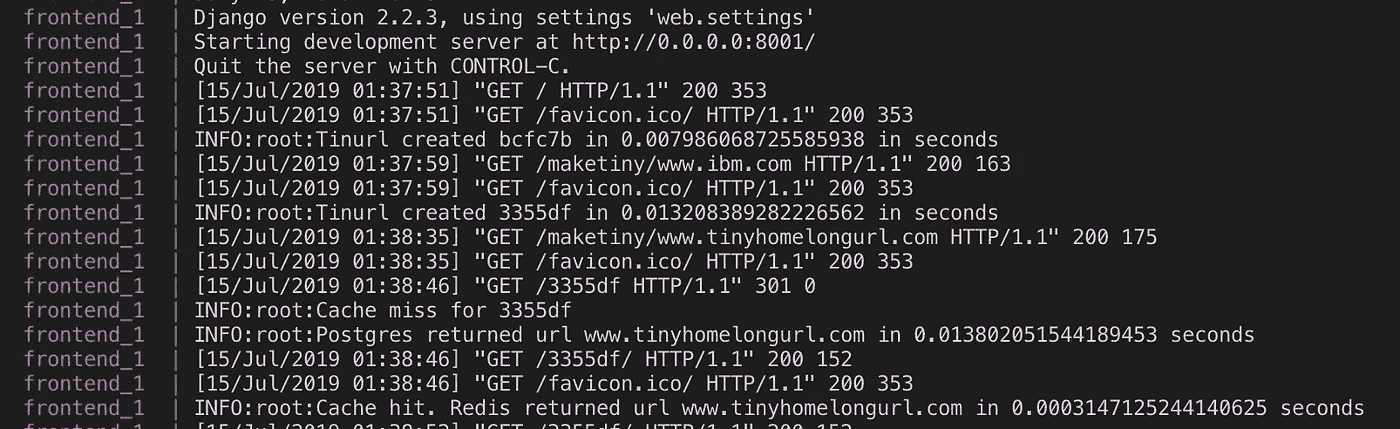 frontend_1 | Django version 2.2.3, using settings 'web.settings'
frontend_1 | Starting development server at http://0.0.0.0:8001/
frontend_1 | Quit the server with CONTROL-C.
frontend_1 | [15/Jul/2019 01:37:51] "GET / HTTP/1.1" 200 353
frontend_1 | [15/Jul/2019 01:37:51] "GET /favicon.ico/ HTTP/1.1" 200 353
frontend_1 | INFO:root:Tinurl created bcfc7b in 0.007986068725585938 in seconds
frontend_1 | [15/Jul/2019 01:37:59] "GET /maketiny/www.ibm.com HTTP/1.1" 200 163
frontend_1 | [15/Jul/2019 01:37:59] "GET /favicon.ico/ HTTP/1.1" 200 353
frontend_1 | INFO:root:Tinurl created 3355df in 0.013208389282226562 in seconds
frontend_1 | [15/Jul/2019 01:38:35] "GET /maketiny/www.tinyhomelongurl.com HTTP/1.1" 200 175
frontend_1 | [15/Jul/2019 01:38:35] "GET /favicon.ico/ HTTP/1.1" 200 353
frontend_1 | [15/Jul/2019 01:38:46] "GET /3355df HTTP/1.1" 301 0
frontend_1 | INFO:root:Cache miss for 3355df
frontend_1 | INFO:root:Postgres returned url www.tinyhomelongurl.com in 0.013802051544189453 seconds
frontend_1 | [15/Jul/2019 01:38:46] "GET /3355df/ HTTP/1.1" 200 152
frontend_1 | [15/Jul/2019 01:38:46] "GET /favicon.ico/ HTTP/1.1" 200 353
frontend_1 | INFO:root:Cache hit. Redis returned url www.tinyhomelongurl.com in 0.0003147125244140625 seconds